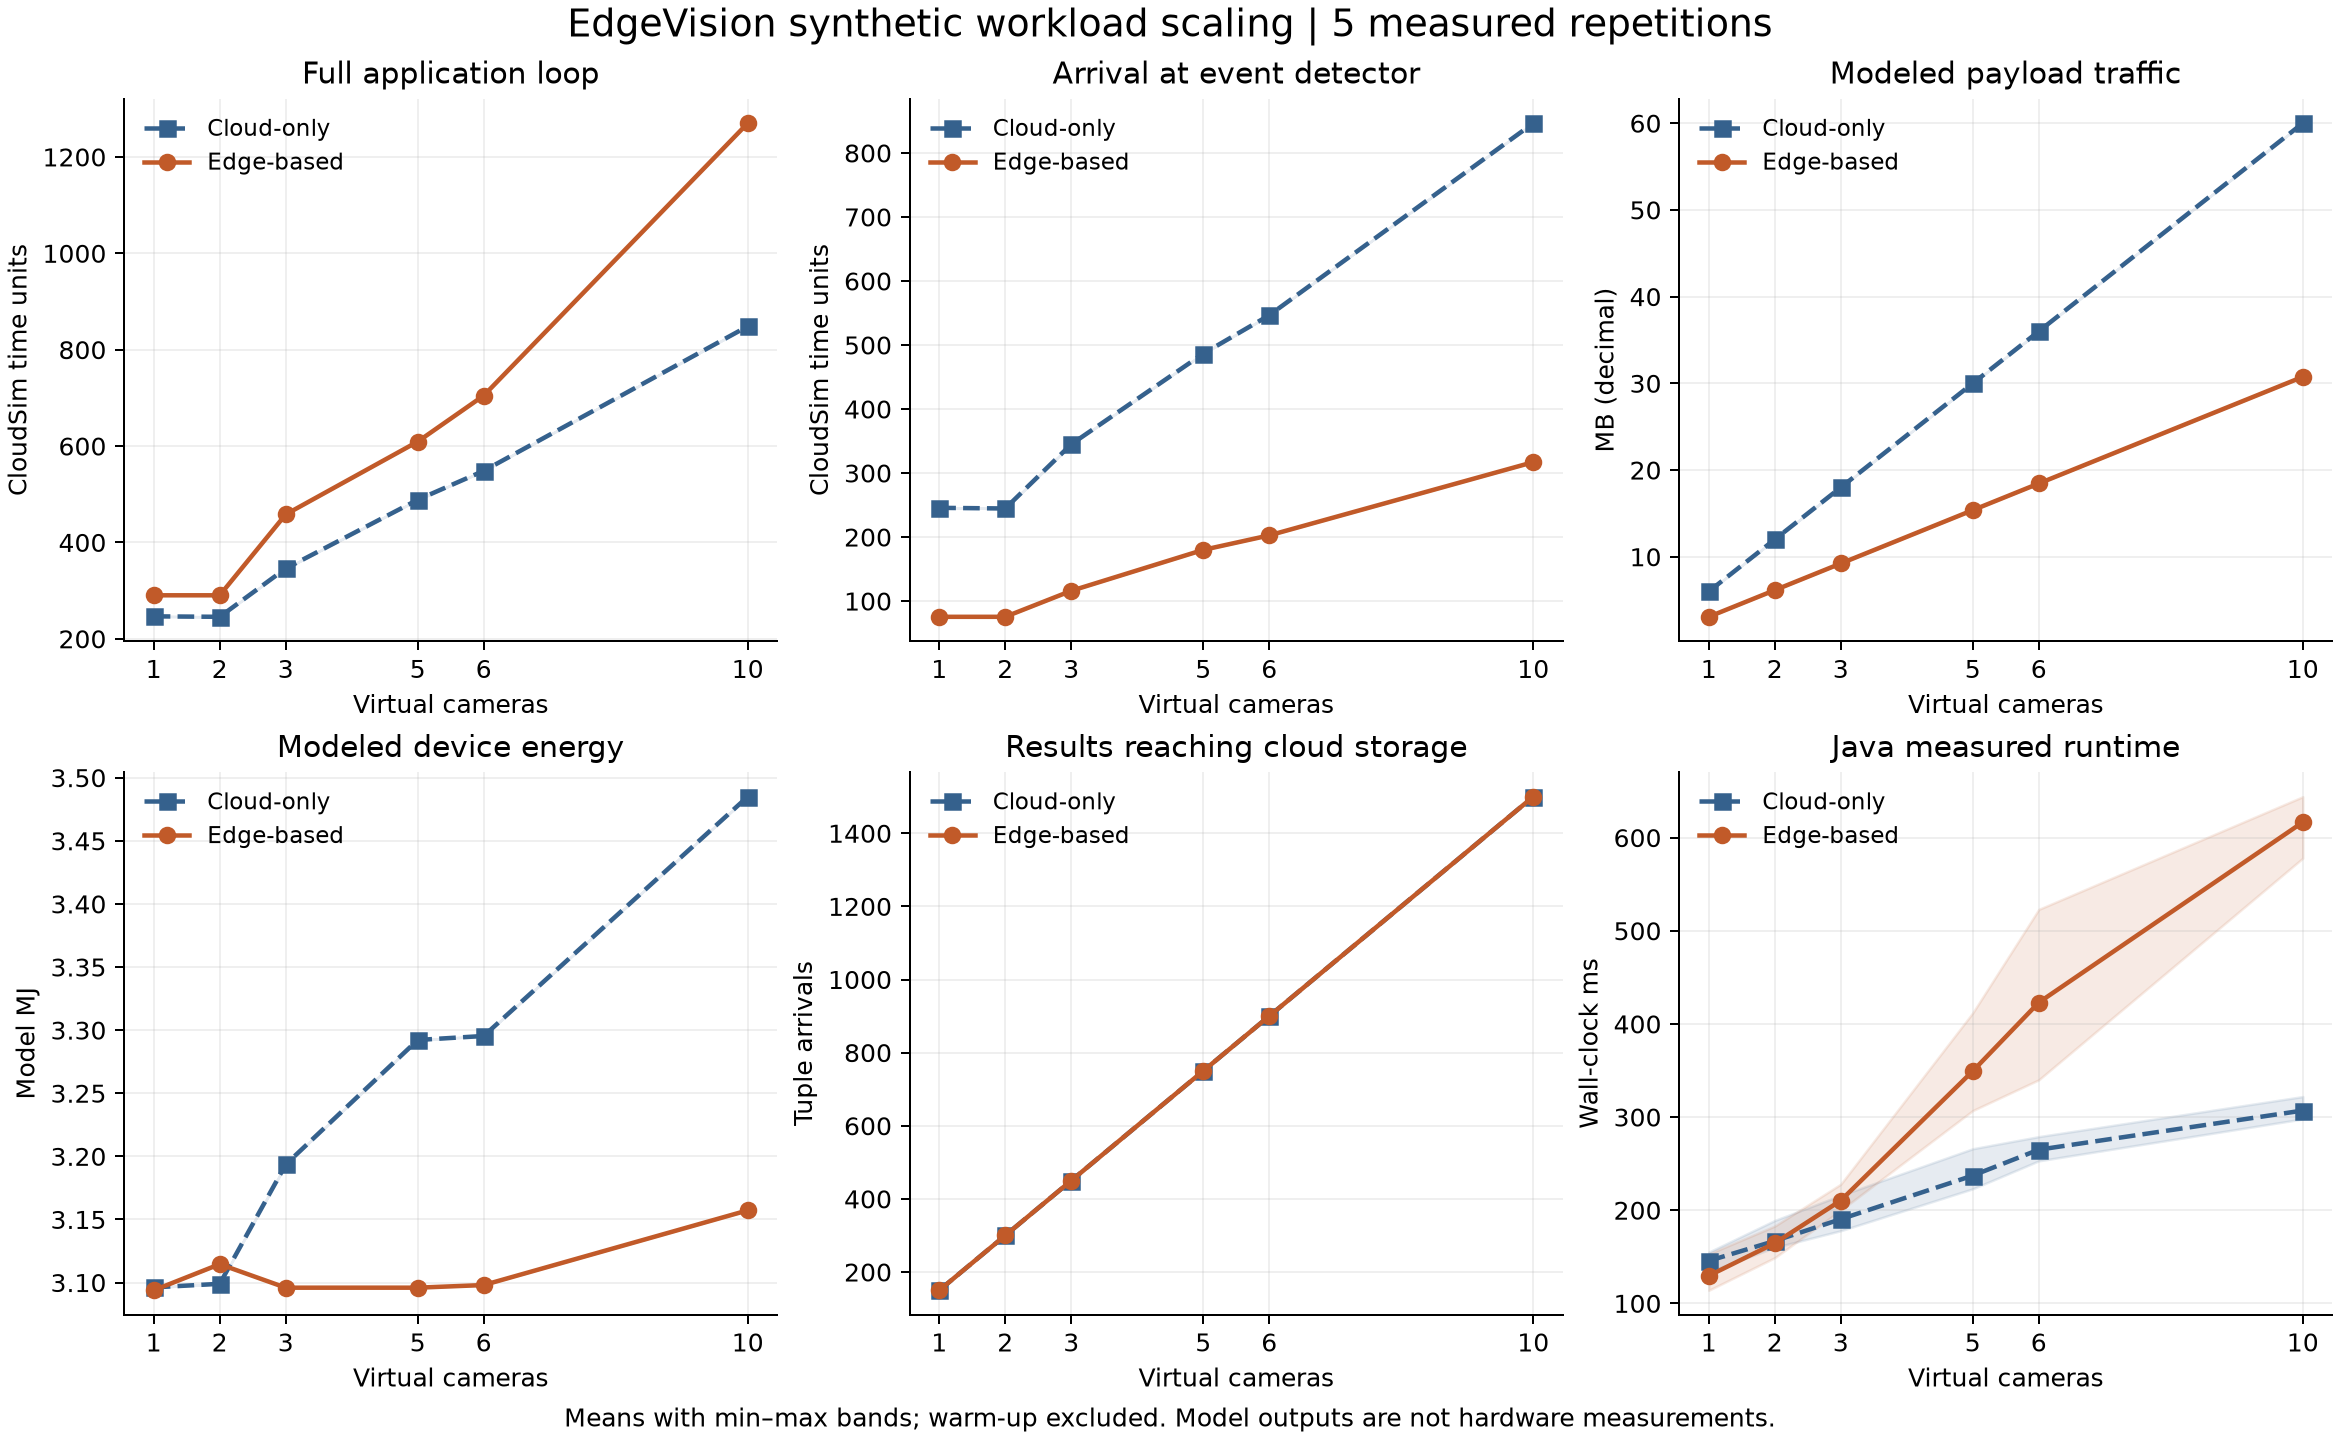 EdgeVision synthetic workload scaling | 5 measured repetitions
Full application loop
Cloud-only
Edge-based
1200
1000
800
600
400
200
CloudSim time units
1 2 3 5 6 10
Virtual cameras
Arrival at event detector
Cloud-only
Edge-based
800
700
600
500
400
300
200
100
CloudSim time units
1 2 3 5 6 10
Virtual cameras
Modeled payload traffic
Cloud-only
Edge-based
60
50
40
30
20
10
MB (decimal)
1 2 3 5 6 10
Virtual cameras
Modeled device energy
Cloud-only
Edge-based
3.50
3.45
3.40
3.35
3.30
3.25
3.20
3.15
3.10
Model MJ
1 2 3 5 6 10
Virtual cameras
Results reaching cloud storage
Cloud-only
Edge-based
1400
1200
1000
800
600
400
200
Tuple arrivals
1 2 3 5 6 10
Virtual cameras
Java measured runtime
Cloud-only
Edge-based
600
500
400
300
200
100
Wall-clock ms
1 2 3 5 6 10
Virtual cameras
Means with min–max bands; warm-up excluded. Model outputs are not hardware measurements.